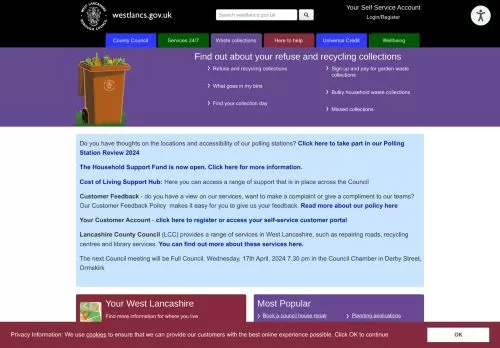 WEST LANCASHIRE BOROUGH COUNCIL
westlancs.gov.uk
Search westlancs.gov.uk
Your Self Service Account
Login/Register
County Council
Services 24/7
Waste collections
Here to help
Universal Credit
Wellbeing
Find out about your refuse and recycling collections
Refuse and recycling collections
What goes in my bins
Find your collection day
Sign up and pay for garden waste
collections
Bulky household waste collections
Missed collections
Do you have thoughts on the locations and accessibility of our polling stations? Click here to take part in our Polling
Station Review 2024
The Household Support Fund is now open. Click here for more information.
Cost of Living Support Hub: Here you can access a range of support that is in place across the Council
Customer Feedback - do you have a view on our services, want to make a complaint or give a compliment to our teams?
Our Customer Feedback Policy makes it easy for you to give us your feedback. Read more about our policy here
Your Customer Account - click here to register or access your self-service customer portal
Lancashire County Council (LCC) provides a range of services in West Lancashire, such as repairing roads, recycling
centres and library services. You can find out more about these services here.
The next Council meeting will be Full Council, Wednesday, 17th April, 2024 7.30 pm in the Council Chamber in Derby Street,
Ormskirk
Your West Lancashire
Find more information for where you live
Most Popular
Book a council house repair
Planning applications
Privacy Information: We use cookies to ensure that we can provide our customers with the best online experience possible. Click OK to continue
OK